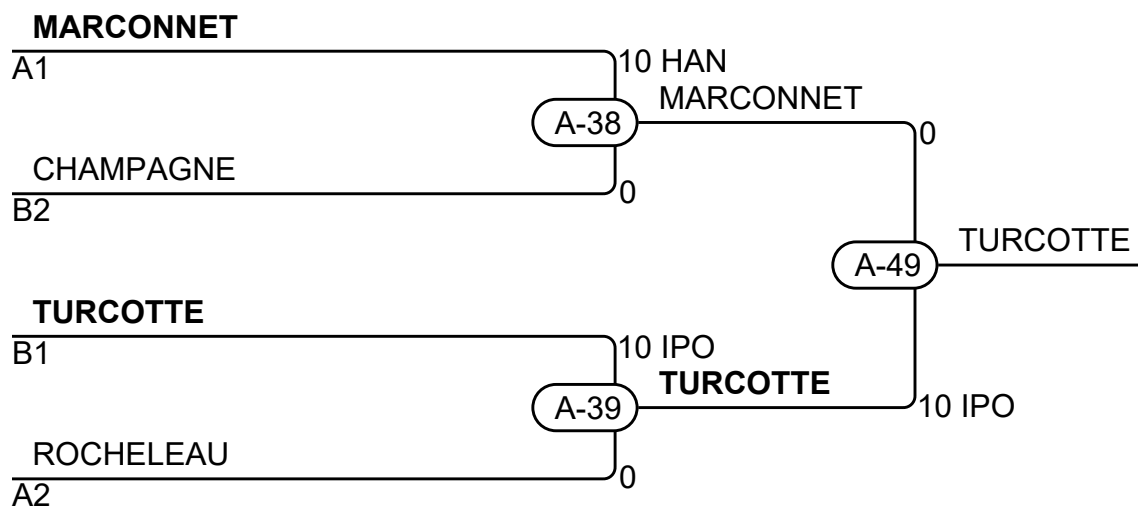 MARCONNET
A1
10 HAN
MARCONNET
A-38
0
CHAMPAGNE
B2
0
TURCOTTE
A-49
TURCOTTE
B1
10 IPO
TURCOTTE
A-39
10 IPO
ROCHELEAU
A2
0